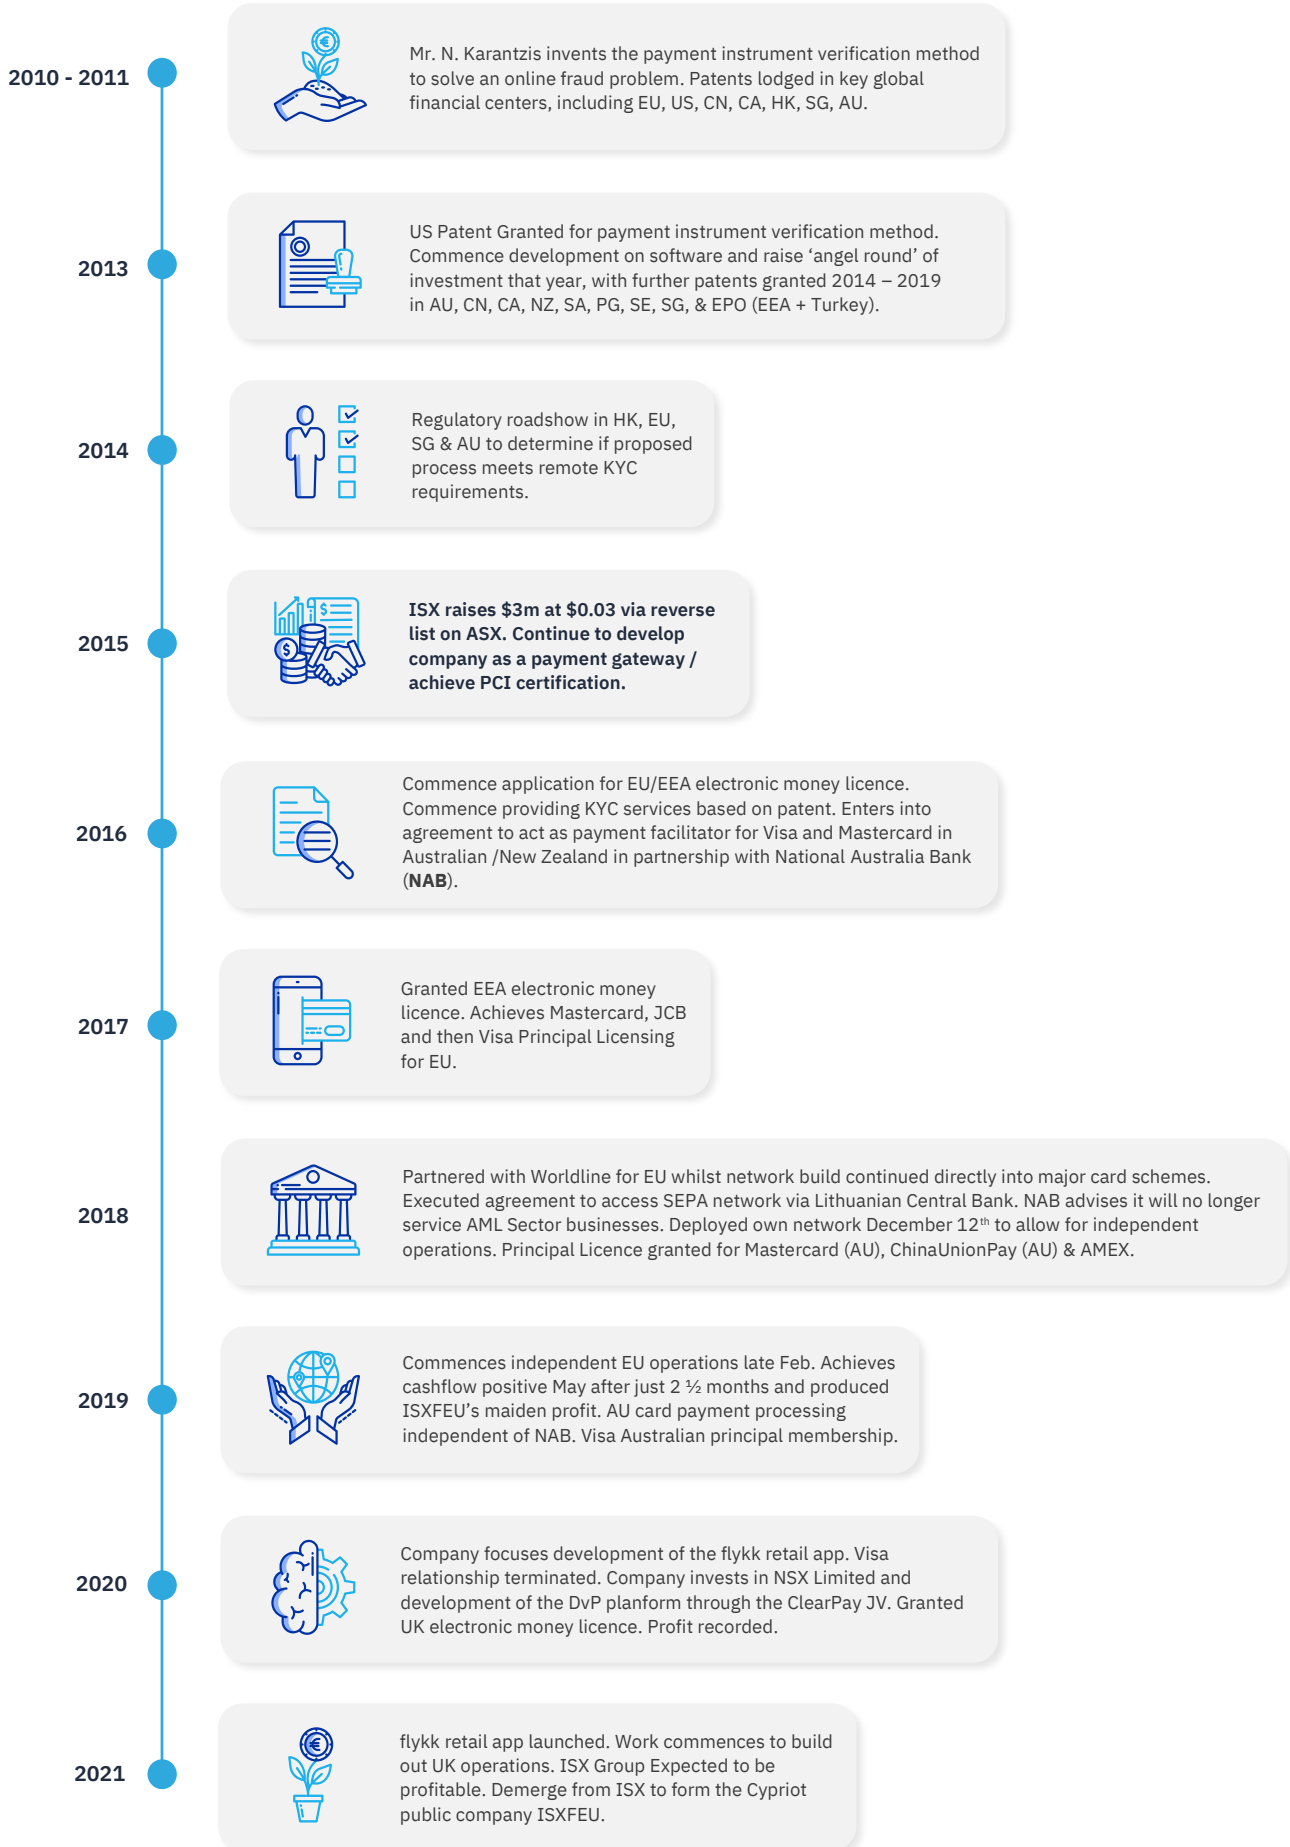 2010 - 2011
Mr. N. Karantzis invents the payment instrument verification method
to solve an online fraud problem. Patents lodged in key global
financial centers, including EU, US, CN, CA, HK, SG, AU.
2013
US Patent Granted for payment instrument verification method.
Commence development on software and raise ‘angel round’ of
investment that year, with further patents granted 2014 – 2019
in AU, CN, CA, NZ, SA, PG, SE, SG, & EPO (EEA + Turkey).
2014
Regulatory roadshow in HK, EU,
SG & AU to determine if proposed
process meets remote KYC
requirements.
2015
ISX raises $3m at $0.03 via reverse
list on ASX. Continue to develop
company as a payment gateway /
achieve PCI certification.
2016
Commence application for EU/EEA electronic money licence.
Commence providing KYC services based on patent. Enters into
agreement to act as payment facilitator for Visa and Mastercard in
Australian /New Zealand in partnership with National Australia Bank
(NAB).
2017
Granted EEA electronic money
licence. Achieves Mastercard, JCB
and then Visa Principal Licensing
for EU.
2018
Partnered with Worldline for EU whilst network build continued directly into major card schemes.
Executed agreement to access SEPA network via Lithuanian Central Bank. NAB advises it will no longer
service AML Sector businesses. Deployed own network December 12th to allow for independent
operations. Principal Licence granted for Mastercard (AU), ChinaUnionPay (AU) & AMEX.
2019
Commences independent EU operations late Feb. Achieves
cashflow positive May after just 2 ½ months and produced
ISXFEU’s maiden profit. AU card payment processing
independent of NAB. Visa Australian principal membership.
2020
Company focuses development of the flykk retail app. Visa
relationship terminated. Company invests in NSX Limited and
development of the DvP planform through the ClearPay JV. Granted
UK electronic money licence. Profit recorded.
2021
flykk retail app launched. Work commences to build
out UK operations. ISX Group Expected to be
profitable. Demerge from ISX to form the Cypriot
public company ISXFEU.